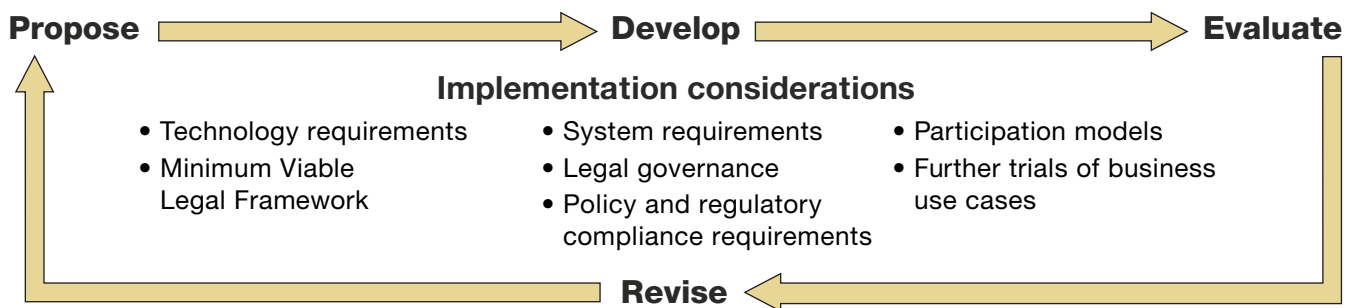 Propose Develop Evaluate
Implementation considerations
• Technology requirements
• Minimum Viable
Legal Framework
• System requirements
• Legal governance
• Policy and regulatory
compliance requirements
• Participation models
• Further trials of business
use cases
Revise